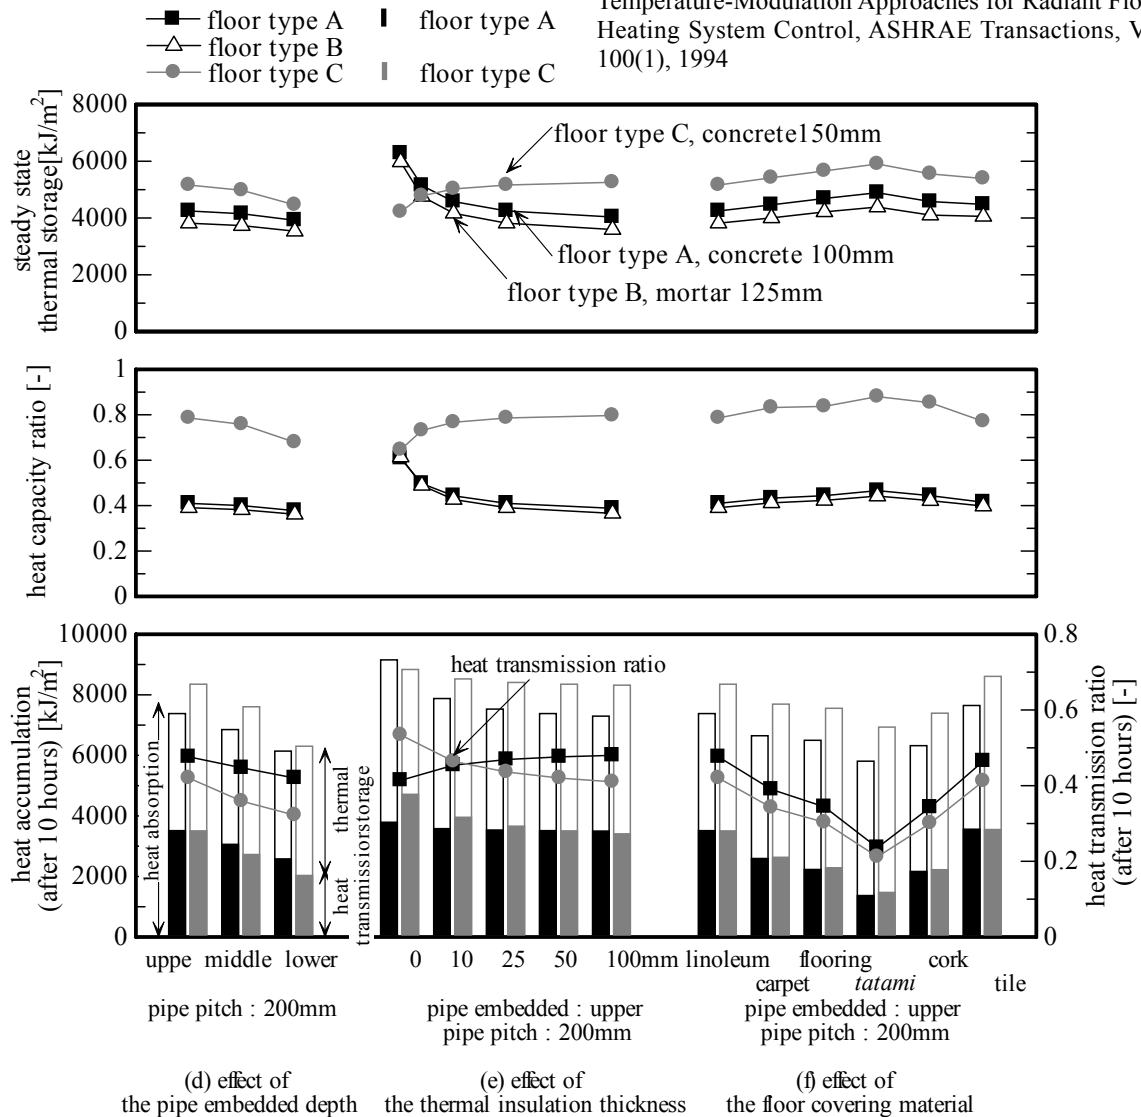 Temperature-Modulation Approaches for Radiant Flo
Heating System Control, ASHRAE Transactions, V
100(1), 1994
floor type A
floor type B
floor type C
floor type A
floor type C
steady state
thermal storage[kJ/m²]
8000
6000
4000
2000
0
floor type C, concrete150mm
floor type A, concrete 100mm
floor type B, mortar 125mm
heat capacity ratio [-]
1
0.8
0.6
0.4
0.2
0
heat accumulation
(after 10 hours) [kJ/m²]
10000
8000
6000
4000
2000
0
heat transmission ratio
heat absorption
thermal
storage
heat
transmission
0.8
0.6
0.4
0.2
0
heat transmission ratio
(after 10 hours) [-]
uppe middle lower
0 10 25 50 100mm
linoleum flooring cork
carpet tatami tile
pipe pitch : 200mm
pipe embedded : upper
pipe pitch : 200mm
pipe embedded : upper
pipe pitch : 200mm
(d) effect of
the pipe embedded depth
(e) effect of
the thermal insulation thickness
(f) effect of
the floor covering material